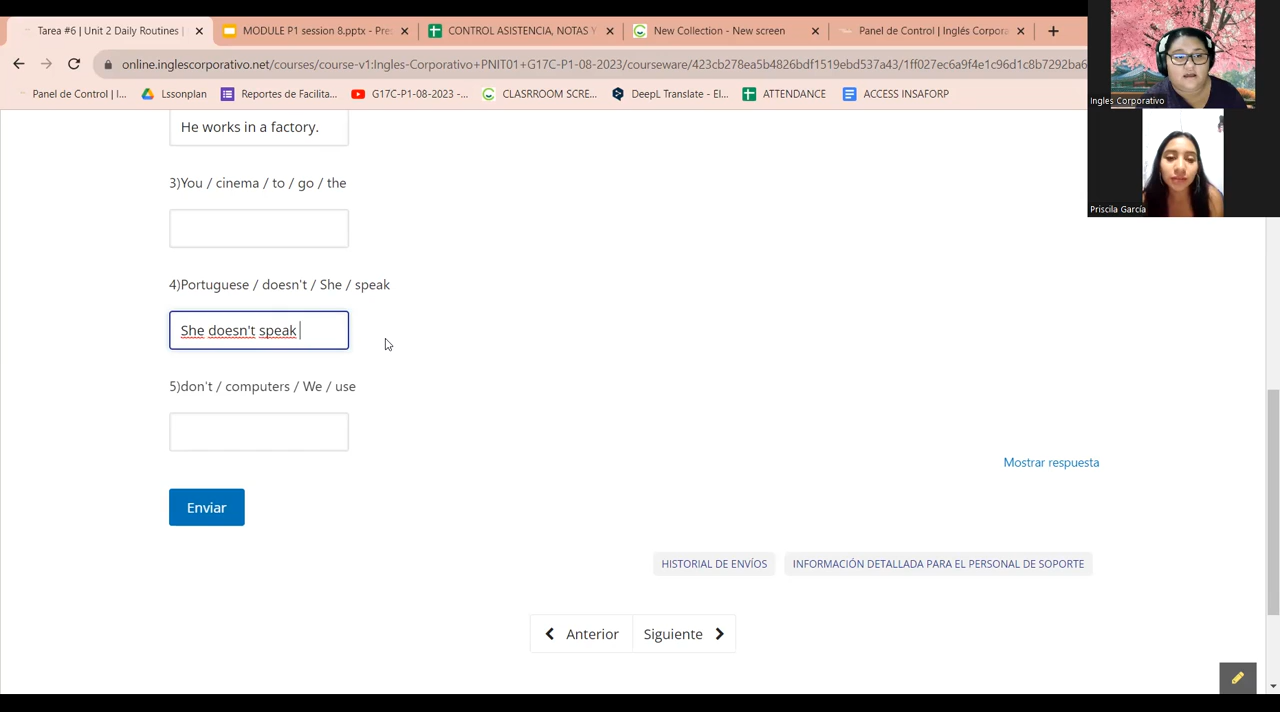 Tarea #6 | Unit 2 Daily Routines |
MODULE P1 session 8.pptx - Pre
CONTROL ASISTENCIA, NOTAS Y
New Collection - New screen
Panel de Control | Inglés Corpora
online.inglescorporativo.net/courses/course-v1:Ingles-Corporativo+PNIT01+G17C-P1-08-2023/courseware/423cb278ea5b4826bdf1519ebd537a43/1ff027ec6a9f4e1c96d1c8b7292ba6
Panel de Control | I...
Lssonplan
Reportes de Facilita...
G17C-P1-08-2023 -...
CLASRROOM SCRE...
DeepL Translate - El...
ATTENDANCE
ACCESS INSAFORP
Ingles Corporativo
Priscila García
He works in a factory.
3)You / cinema / to / go / the
4)Portuguese / doesn't / She / speak
She doesn't speak
5)don't / computers / We / use
Mostrar respuesta
Enviar
HISTORIAL DE ENVÍOS
INFORMACIÓN DETALLADA PARA EL PERSONAL DE SOPORTE
Anterior
Siguiente